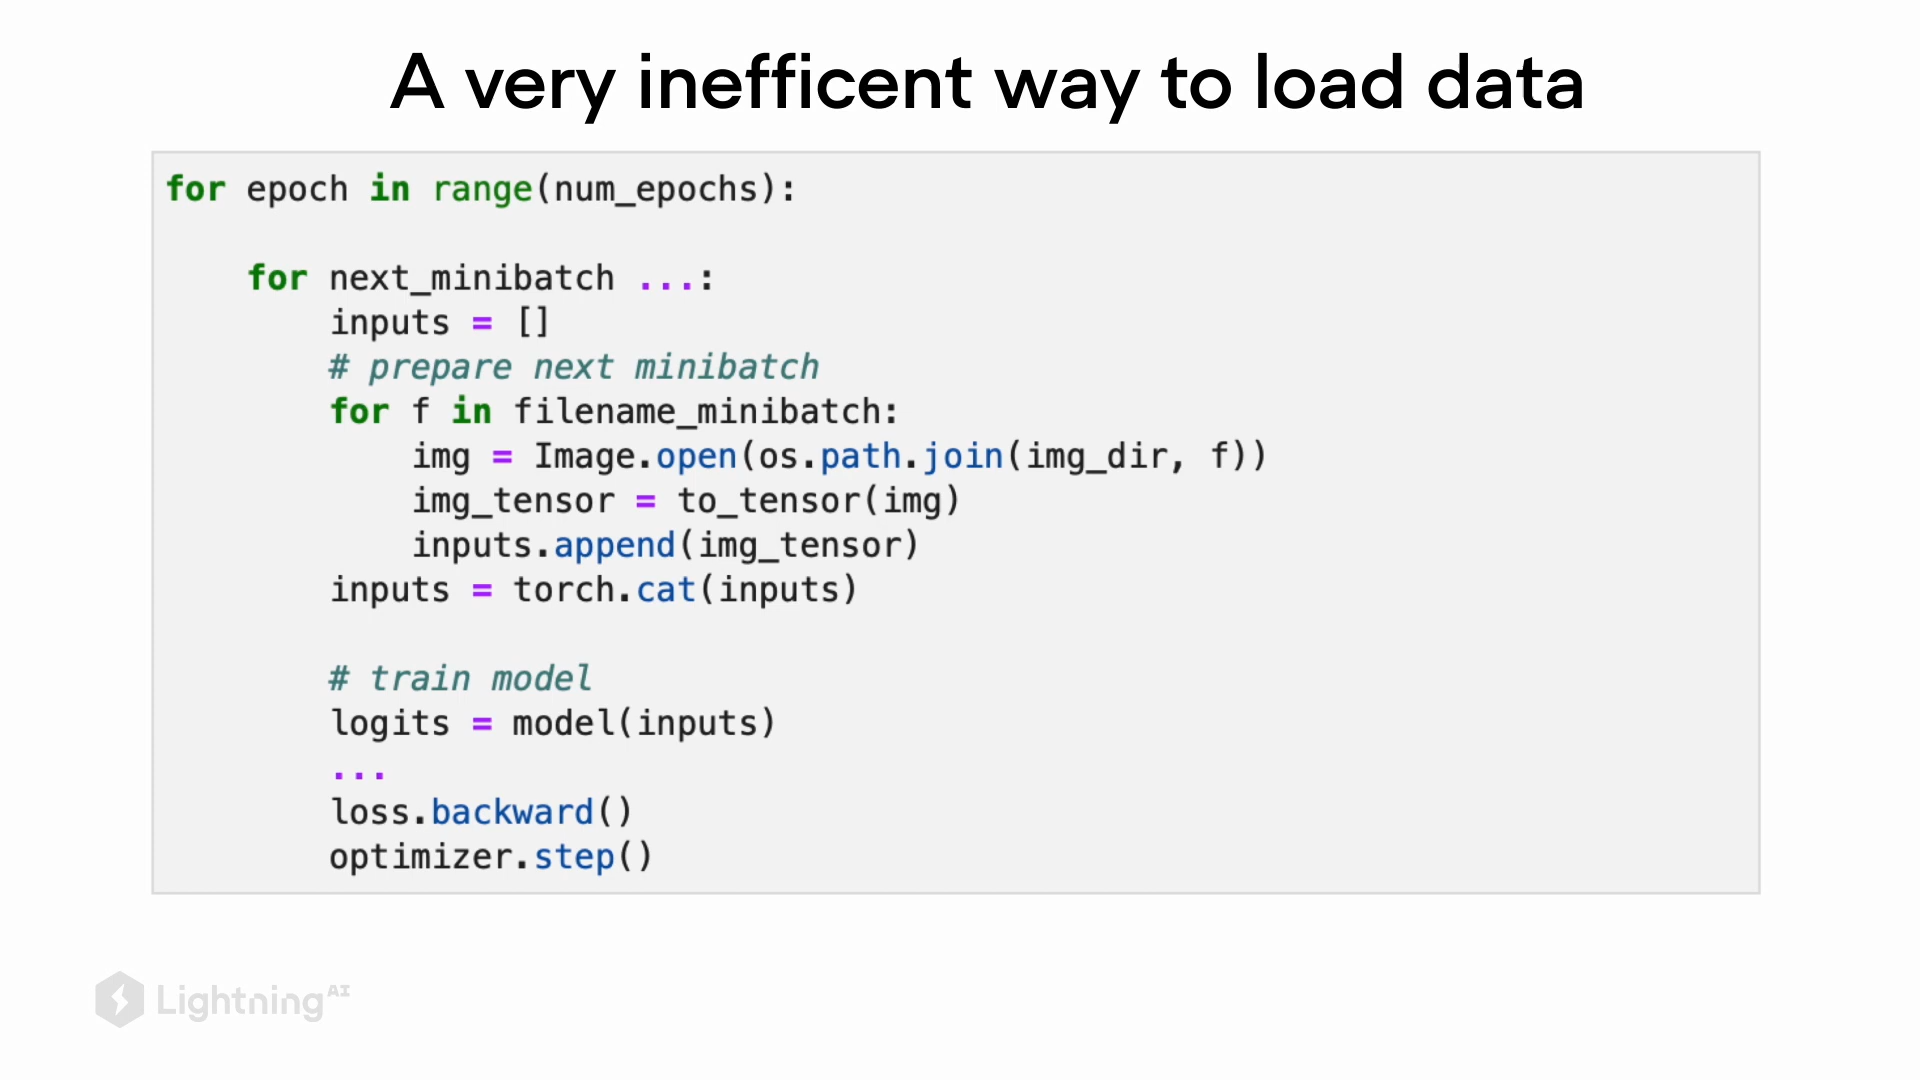 A very inefficent way to load data
for epoch in range(num_epochs):
    for next_minibatch ...:
        inputs = []
        # prepare next minibatch
        for f in filename_minibatch:
            img = Image.open(os.path.join(img_dir, f))
            img_tensor = to_tensor(img)
            inputs.append(img_tensor)
        inputs = torch.cat(inputs)
        # train model
        logits = model(inputs)
        ...
        loss.backward()
        optimizer.step()
Lightning AI